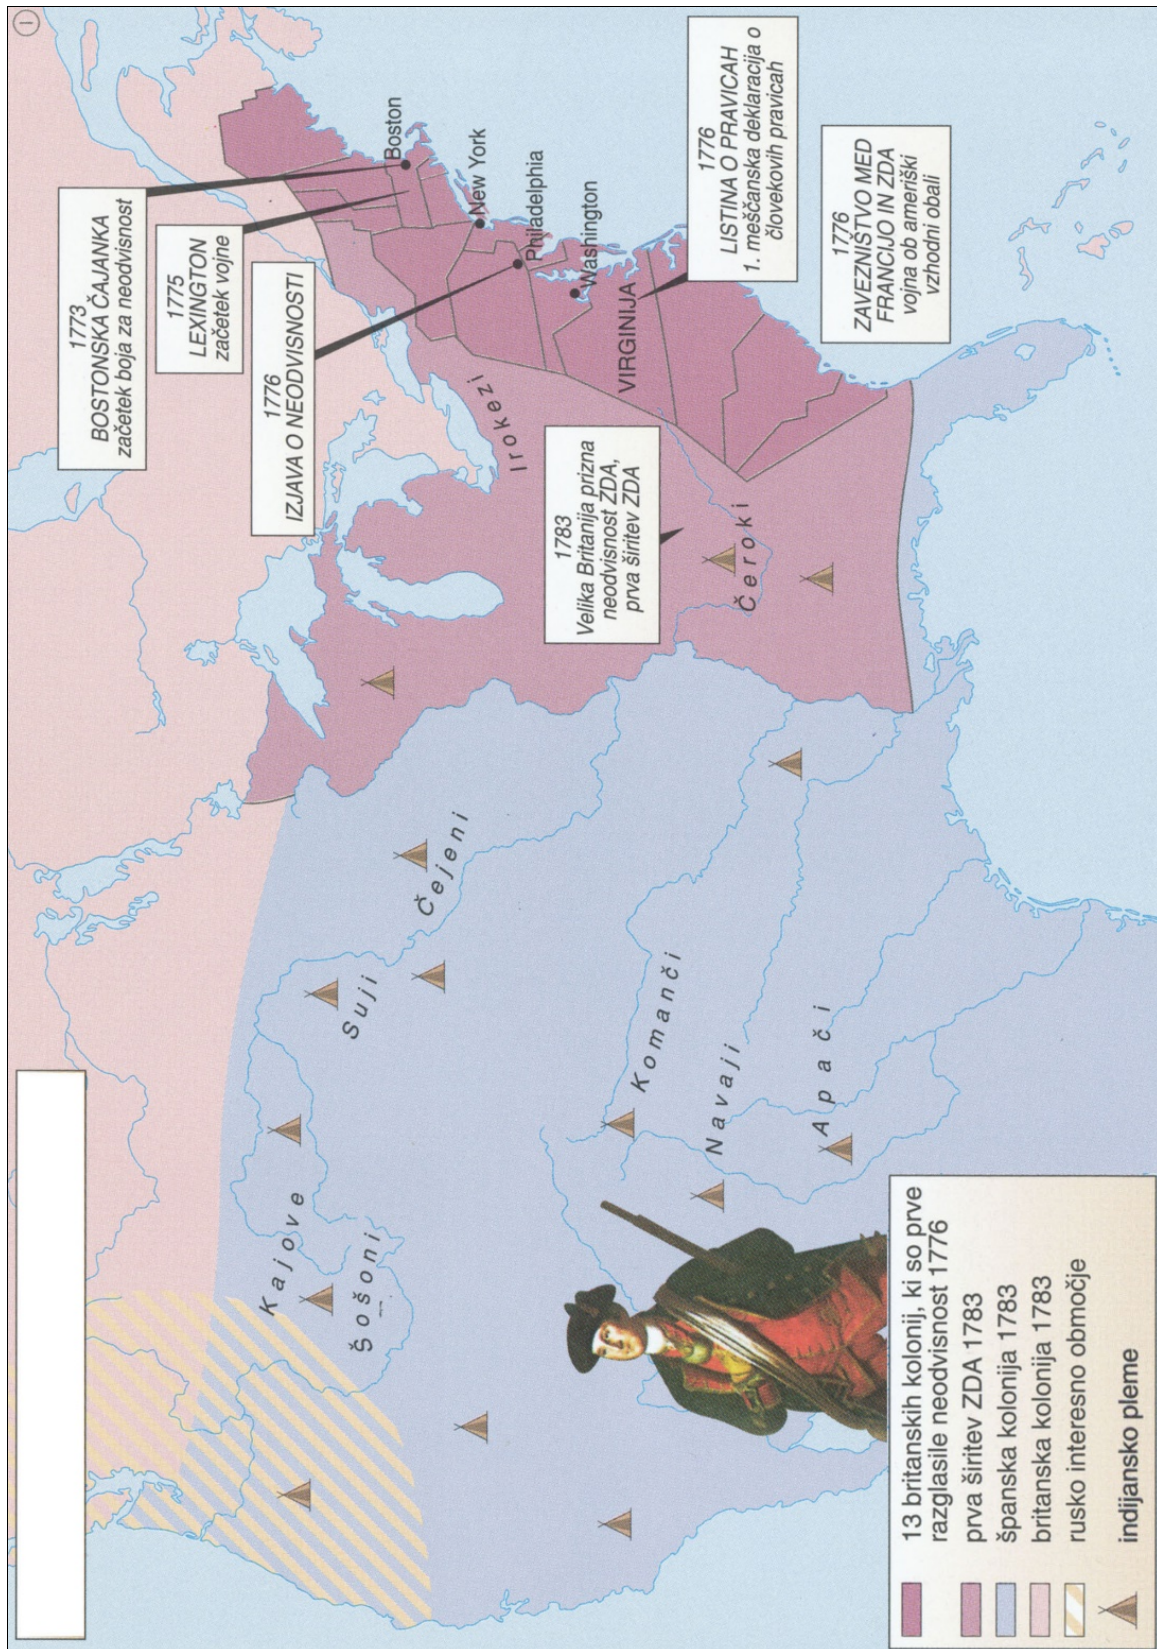 1773
BOSTONSKA ČAJANKA
začetek boja za neodvisnost
1775
LEXINGTON
začetek vojne
1776
IZJAVA O NEODVISNOSTI
1783
Velika Britanija prizna
neodvisnost ZDA,
prva širitev ZDA
1776
LISTINA O PRAVICAH
1. meščanska deklaracija o
človekovih pravicah
1776
ZAVEZNIŠTVO MED
FRANCIJO IN ZDA
vojna ob ameriški
vzhodni obali
Boston
New York
Philadelphia
Washington
VIRGINIJA
Irokezi
Čeroki
Čejeni
Suji
Kajove
Šošoni
Komanči
Navaji
Apači
13 britanskih kolonij, ki so prve
razglasile neodvisnost 1776
prva širitev ZDA 1783
španska kolonija 1783
britanska kolonija 1783
rusko interesno območje
indijansko pleme
1